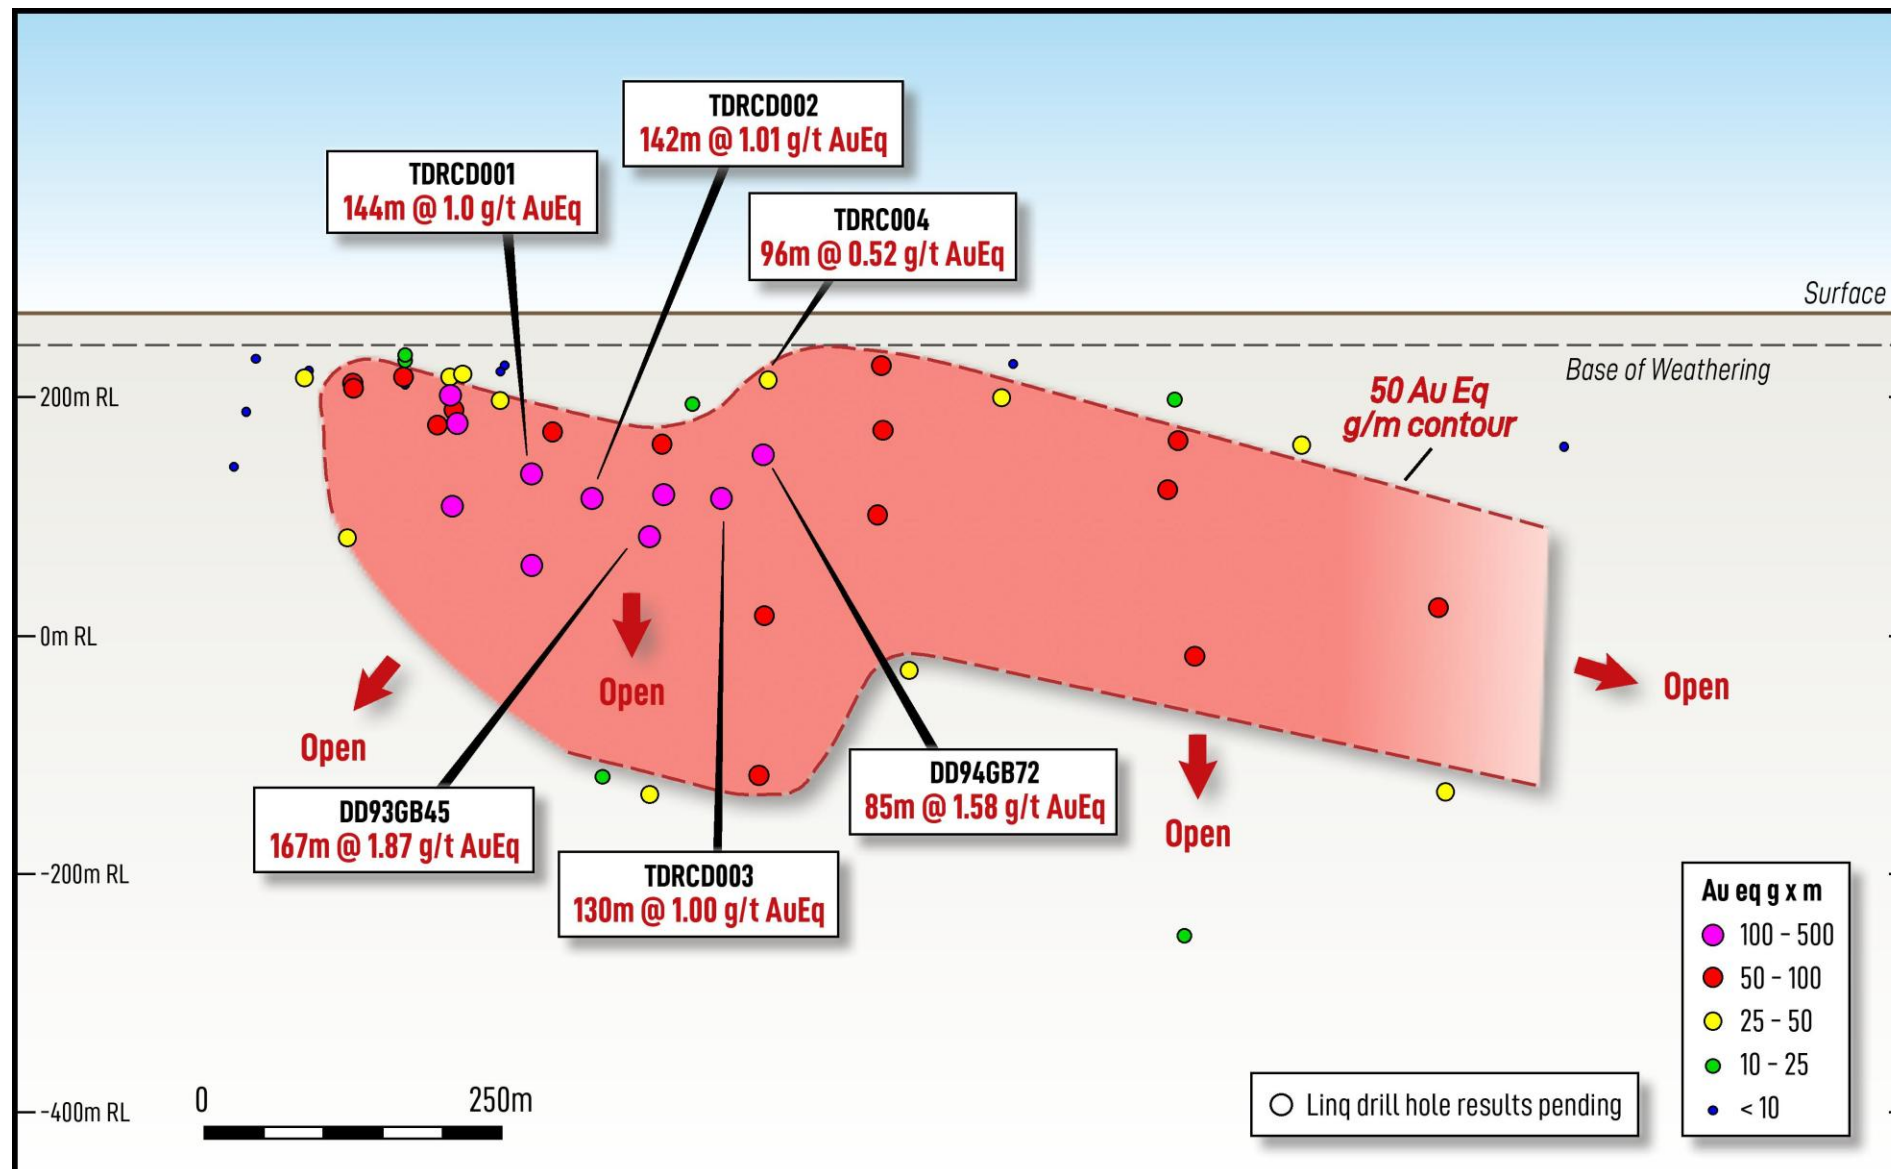 TDRCD002
142m @ 1.01 g/t AuEq
TDRCD001
144m @ 1.0 g/t AuEq
TDRC004
96m @ 0.52 g/t AuEq
Surface
Base of Weathering
50 Au Eq
g/m contour
200m RL
0m RL
-200m RL
-400m RL
Open
Open
Open
Open
DD93GB45
167m @ 1.87 g/t AuEq
TDRCD003
130m @ 1.00 g/t AuEq
DD94GB72
85m @ 1.58 g/t AuEq
Au eq g x m
100 - 500
50 - 100
25 - 50
10 - 25
< 10
Linq drill hole results pending
0 250m